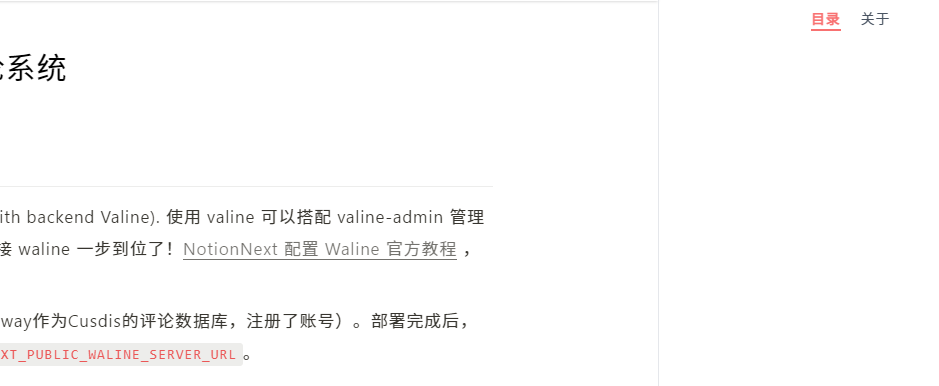 目录 关于
系统
ith backend Valine). 使用 valine 可以搭配 valine-admin 管理
接 waline 一步到位了！NotionNext 配置 Waline 官方教程 ，
way作为Cusdis的评论数据库，注册了账号）。部署完成后，
XT_PUBLIC_WALINE_SERVER_URL 。